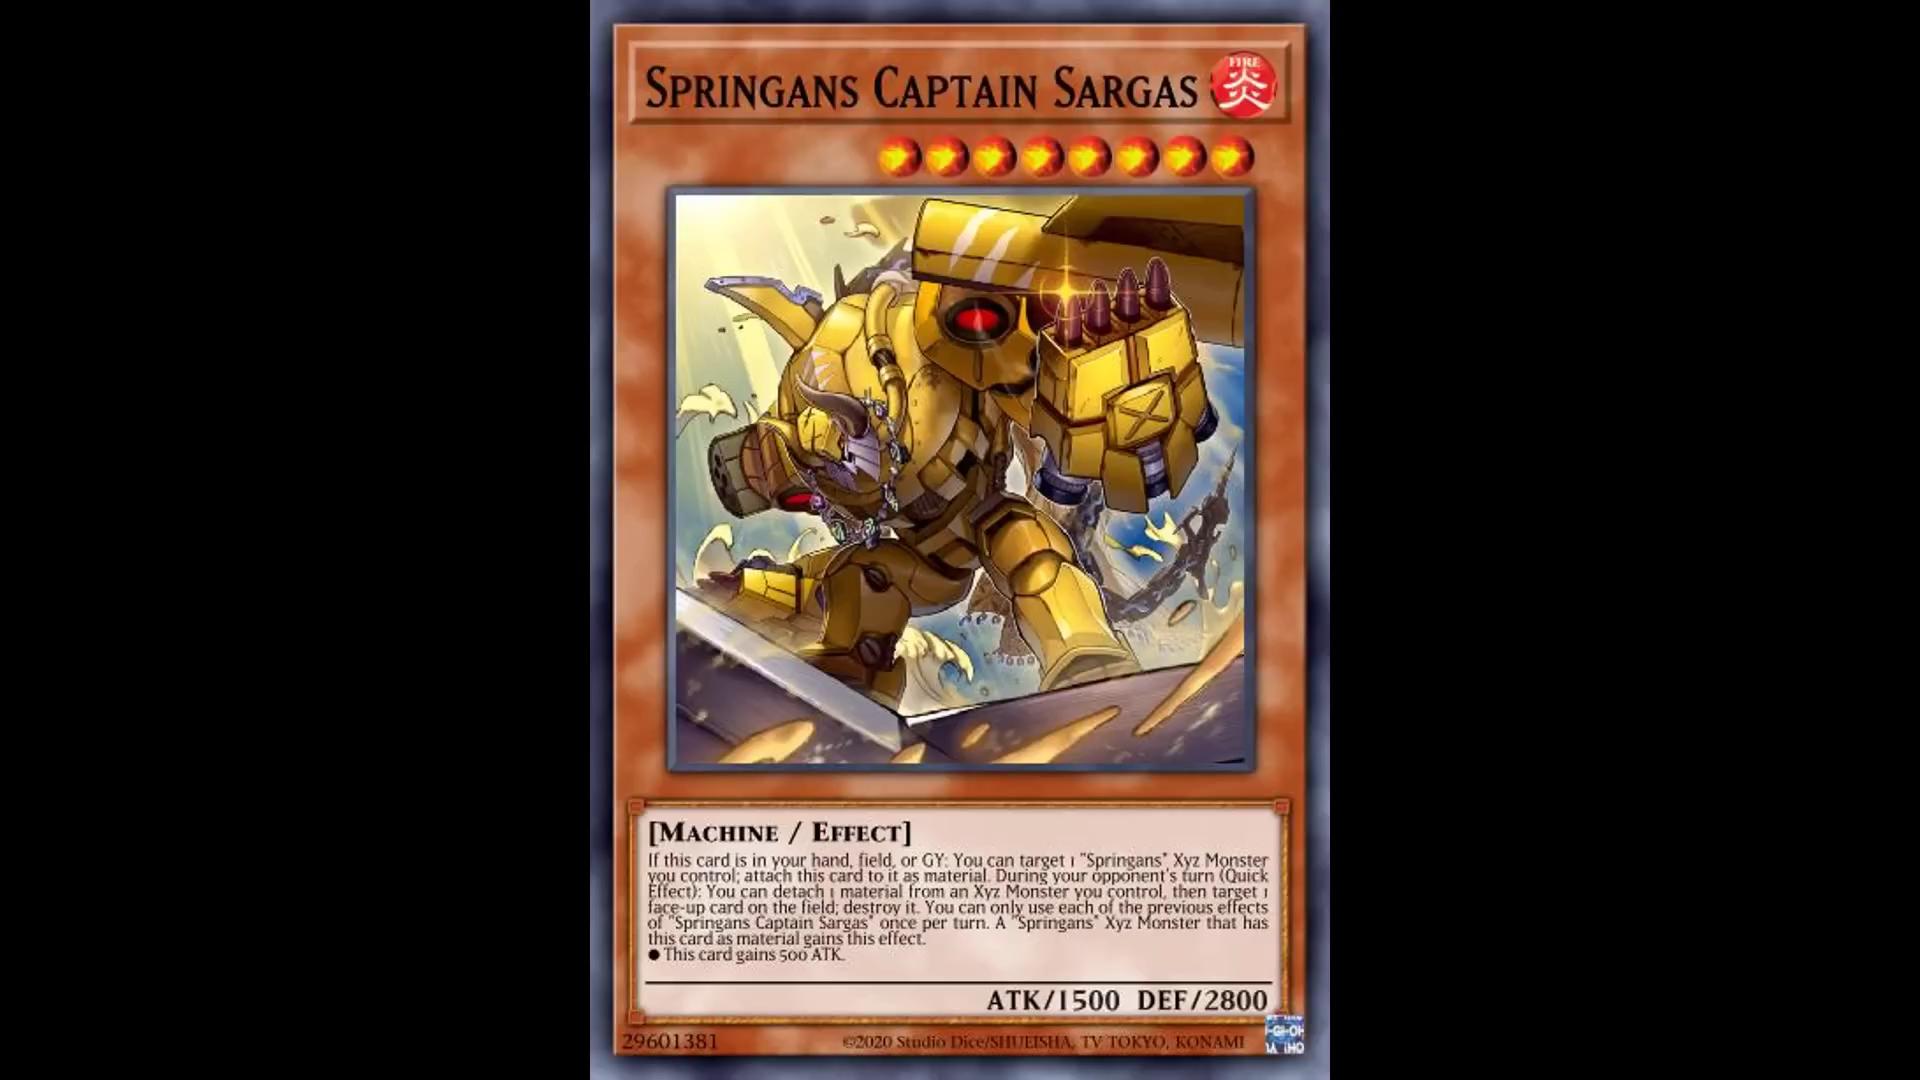 SPRINGANS CAPTAIN SARGAS
FIRE
炎
[MACHINE / EFFECT]
If this card is in your hand, field, or GY: You can target 1 "Springans" Xyz Monster
you control; attach this card to it as material. During your opponent's turn (Quick
Effect): You can detach 1 material from an Xyz Monster you control, then target 1
face-up card on the field; destroy it. You can only use each of the previous effects
of "Springans Captain Sargas" once per turn. A "Springans" Xyz Monster that has
this card as material gains this effect.
● This card gains 500 ATK.
ATK/1500 DEF/2800
29601381
©2020 Studio Dice/SHUEISHA, TV TOKYO, KONAMI